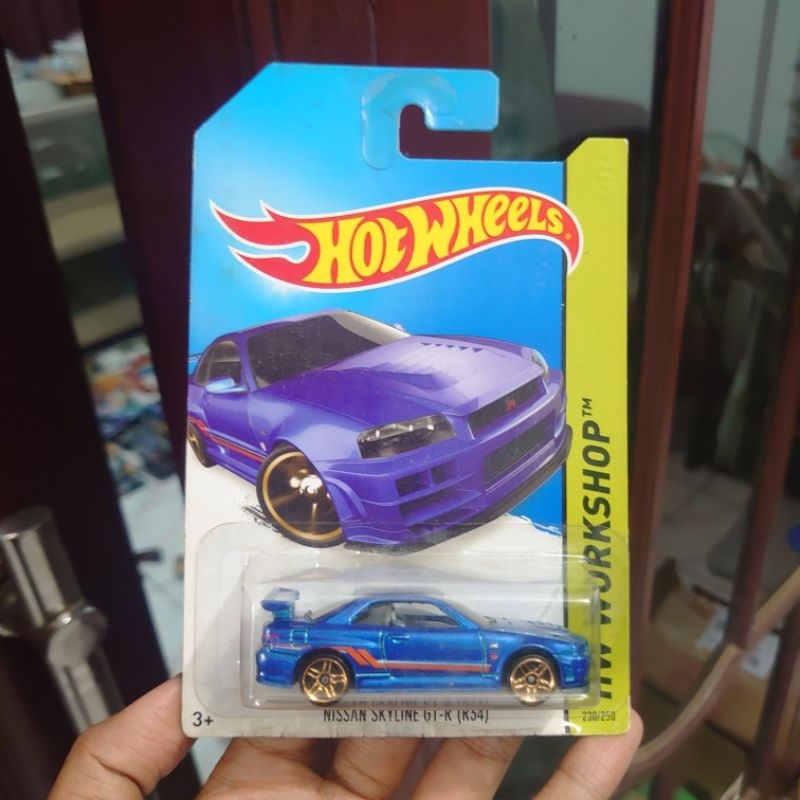 HOT WHEELS®
HW WORKSHOP™
3+
NISSAN SKYLINE GT-R (R34)
230/250